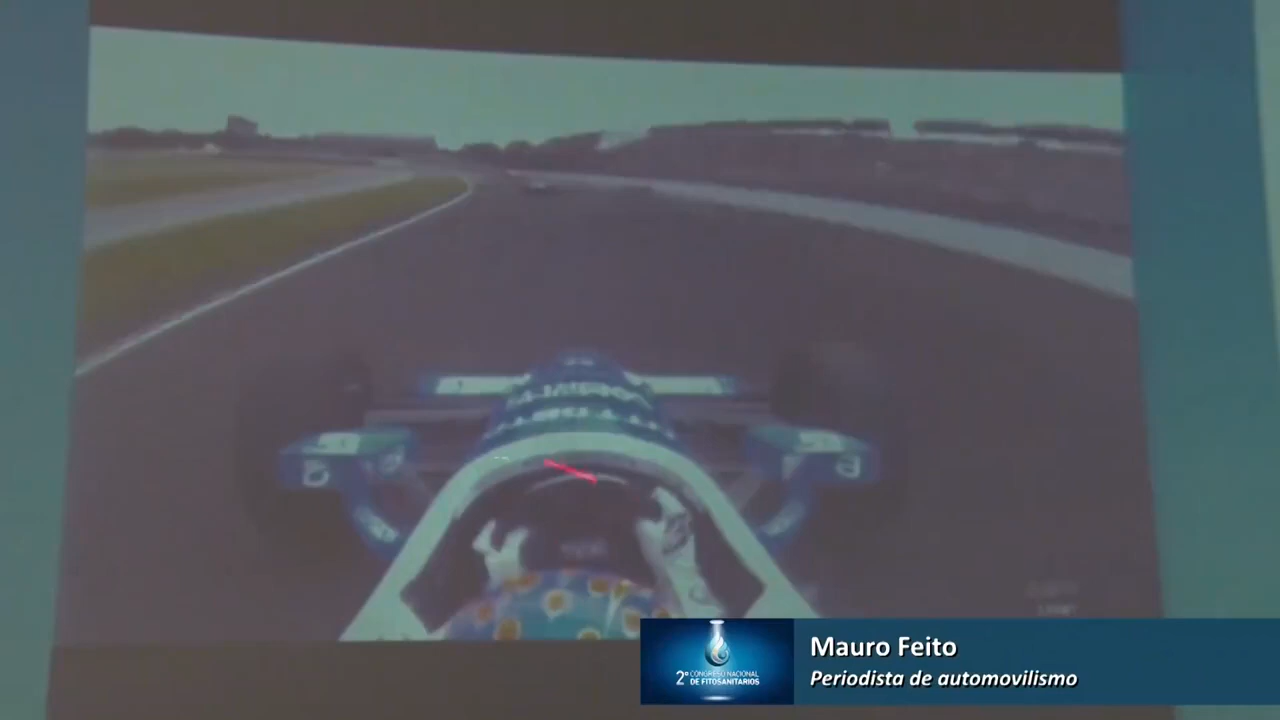 Mauro Feito
2º CONGRESO NACIONAL
DE FITOSANITARIOS
Periodista de automovilismo